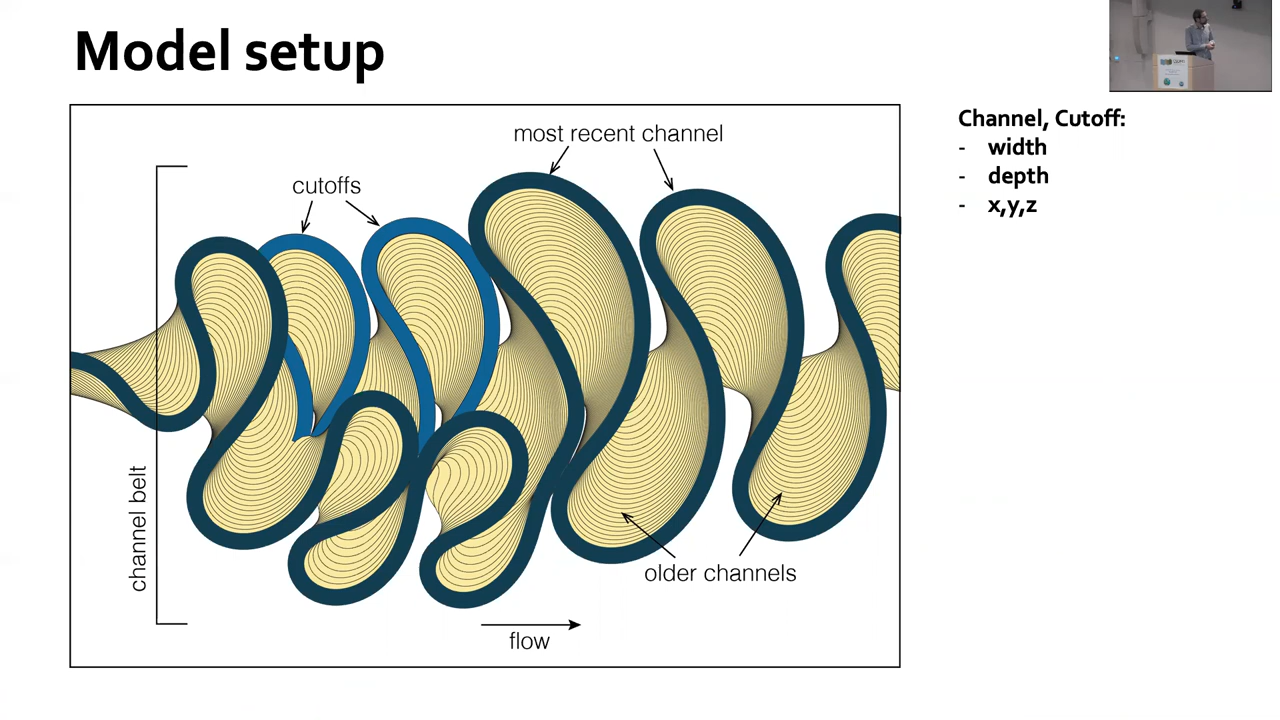 Model setup
most recent channel
cutoffs
channel belt
older channels
flow
Channel, Cutoff:
- width
- depth
- x,y,z